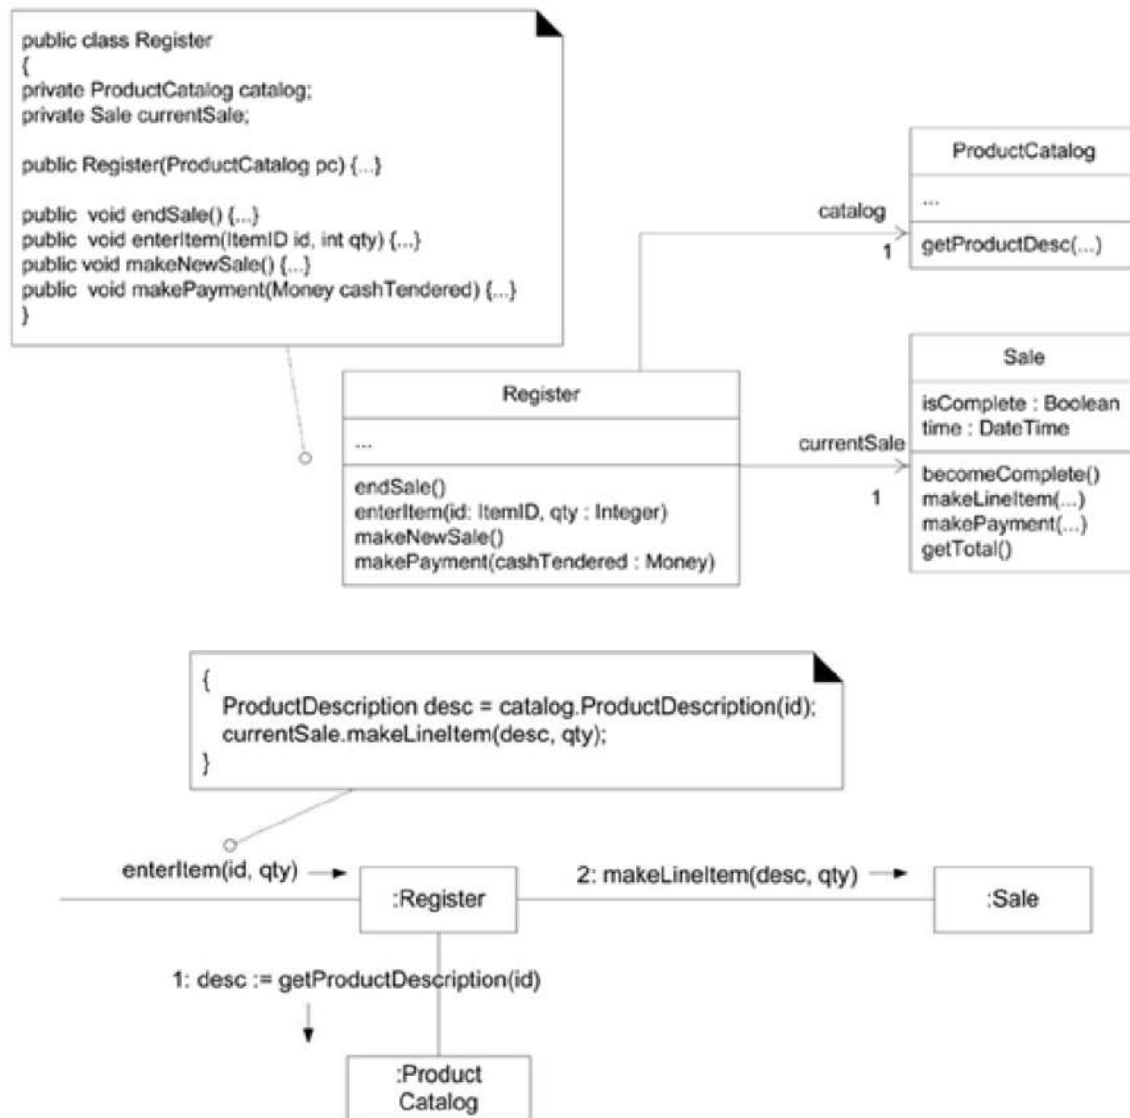 public class Register
{
private ProductCatalog catalog;
private Sale currentSale;
public Register(ProductCatalog pc) {...}
public void endSale() {...}
public void enterItem(ItemID id, int qty) {...}
public void makeNewSale() {...}
public void makePayment(Money cashTendered) {...}
}
ProductCatalog
...
getProductDesc(...)
catalog
1
Register
...
endSale()
enterItem(id: ItemID, qty : Integer)
makeNewSale()
makePayment(cashTendered : Money)
currentSale
1
Sale
isComplete : Boolean
time : DateTime
becomeComplete()
makeLineItem(...)
makePayment(...)
getTotal()
{
ProductDescription desc = catalog.ProductDescription(id);
currentSale.makeLineItem(desc, qty);
}
enterItem(id, qty)
:Register
2: makeLineItem(desc, qty)
:Sale
1: desc := getProductDescription(id)
:Product
Catalog